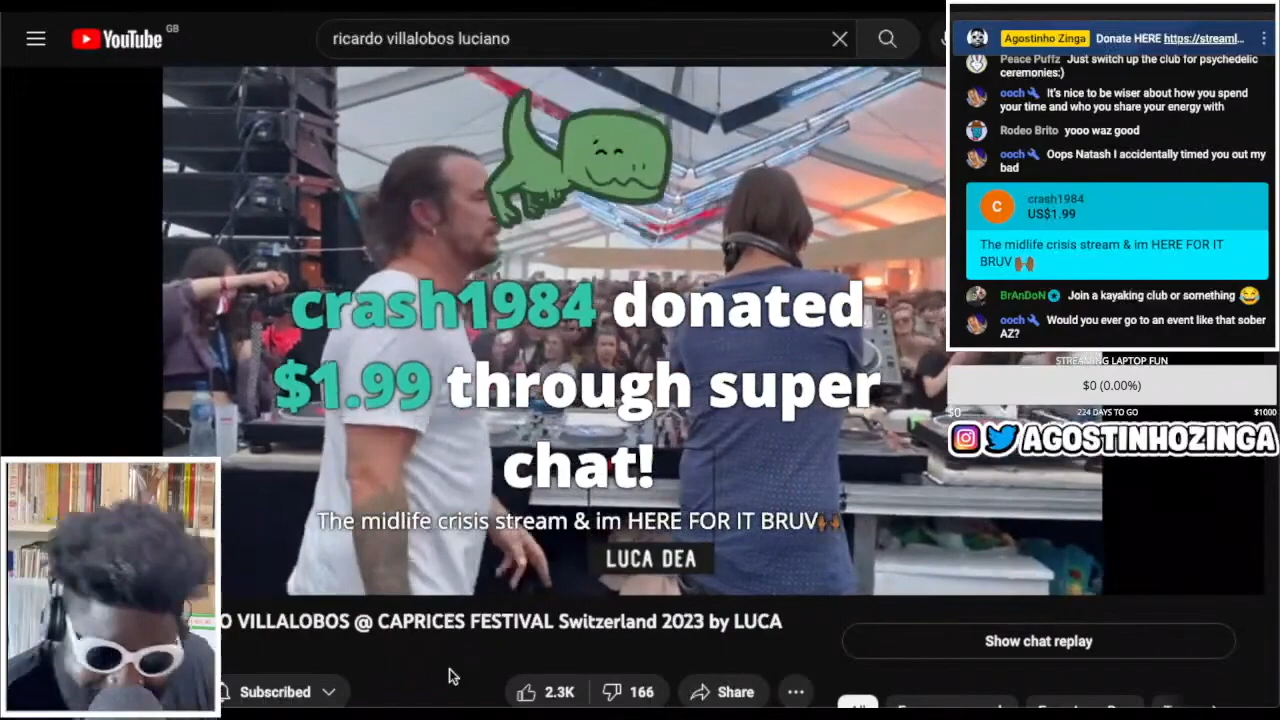 YouTube GB
ricardo villalobos luciano
Agostinho Zinga Donate HERE https://streaml...
Peace Puffz Just switch up the club for psychedelic
ceremonies:)
ooch It's nice to be wiser about how you spend
your time and who you share your energy with
Rodeo Brito yooo waz good
ooch Oops Natash I accidentally timed you out my
bad
C
crash1984
US$1.99
The midlife crisis stream & im HERE FOR IT
BRUV 🙌🏾
BrAnDoN Join a kayaking club or something 😂
ooch Would you ever go to an event like that sober
AZ?
STREAMING LAPTOP FUN
$0 (0.00%)
$0 224 DAYS TO GO $1000
AGOSTINHOZINGA
crash1984 donated
$1.99 through super
chat!
The midlife crisis stream & im HERE FOR IT BRUV🙌🏾
LUCA DEA
O VILLALOBOS @ CAPRICES FESTIVAL Switzerland 2023 by LUCA
Show chat replay
Subscribed
2.3K
166
Share
All